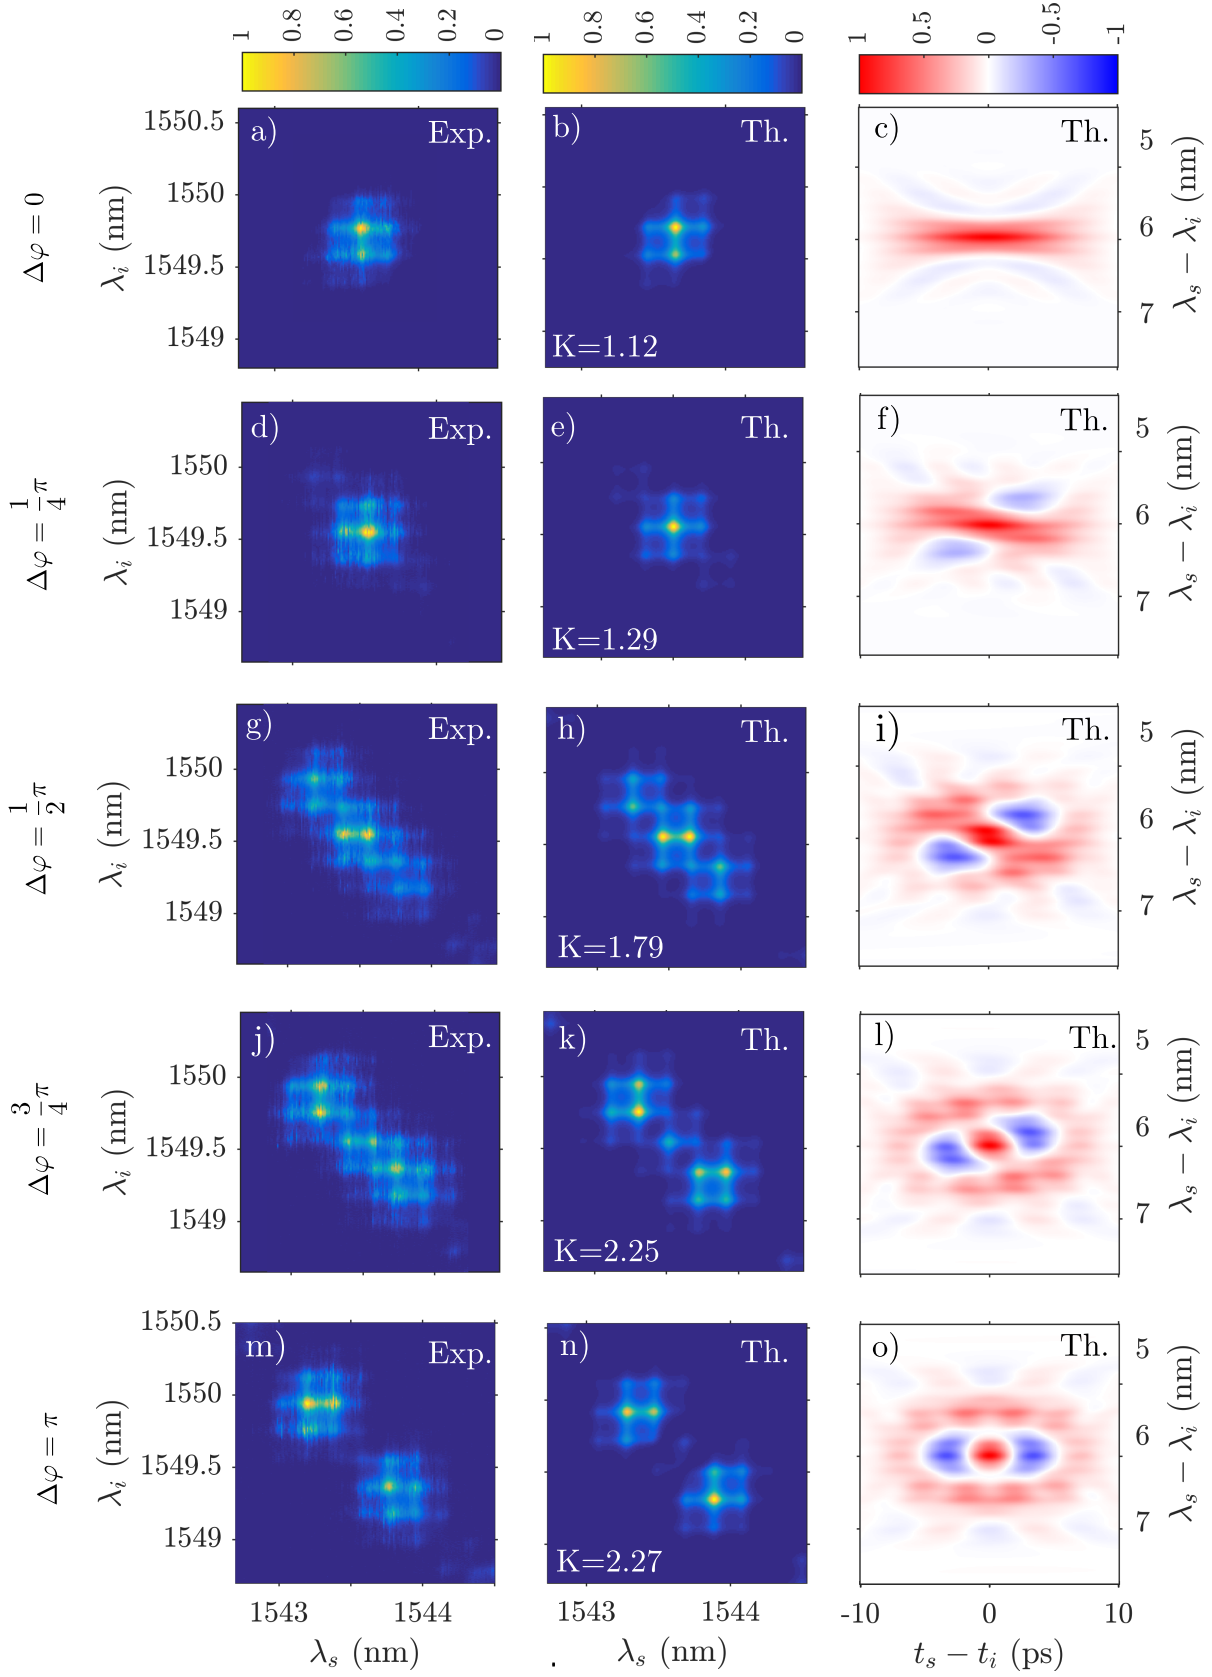 1 0.8 0.6 0.4 0.2 0
1 0.8 0.6 0.4 0.2 0
1 0.5 0 -0.5 -1
Δφ = 0
λi (nm)
1550.5
1550
1549.5
1549
a) Exp.
b) Th.
K=1.12
c) Th.
5
6
7
λs − λi (nm)
Δφ = 1/4 π
λi (nm)
1550
1549.5
1549
d) Exp.
e) Th.
K=1.29
f) Th.
5
6
7
λs − λi (nm)
Δφ = 1/2 π
λi (nm)
1550
1549.5
1549
g) Exp.
h) Th.
K=1.79
i) Th.
5
6
7
λs − λi (nm)
Δφ = 3/4 π
λi (nm)
1550
1549.5
1549
j) Exp.
k) Th.
K=2.25
l) Th.
5
6
7
λs − λi (nm)
Δφ = π
λi (nm)
1550.5
1550
1549.5
1549
m) Exp.
n) Th.
K=2.27
o) Th.
5
6
7
λs − λi (nm)
1543 1544
1543 1544
-10 0 10
λs (nm)
λs (nm)
ts − ti (ps)